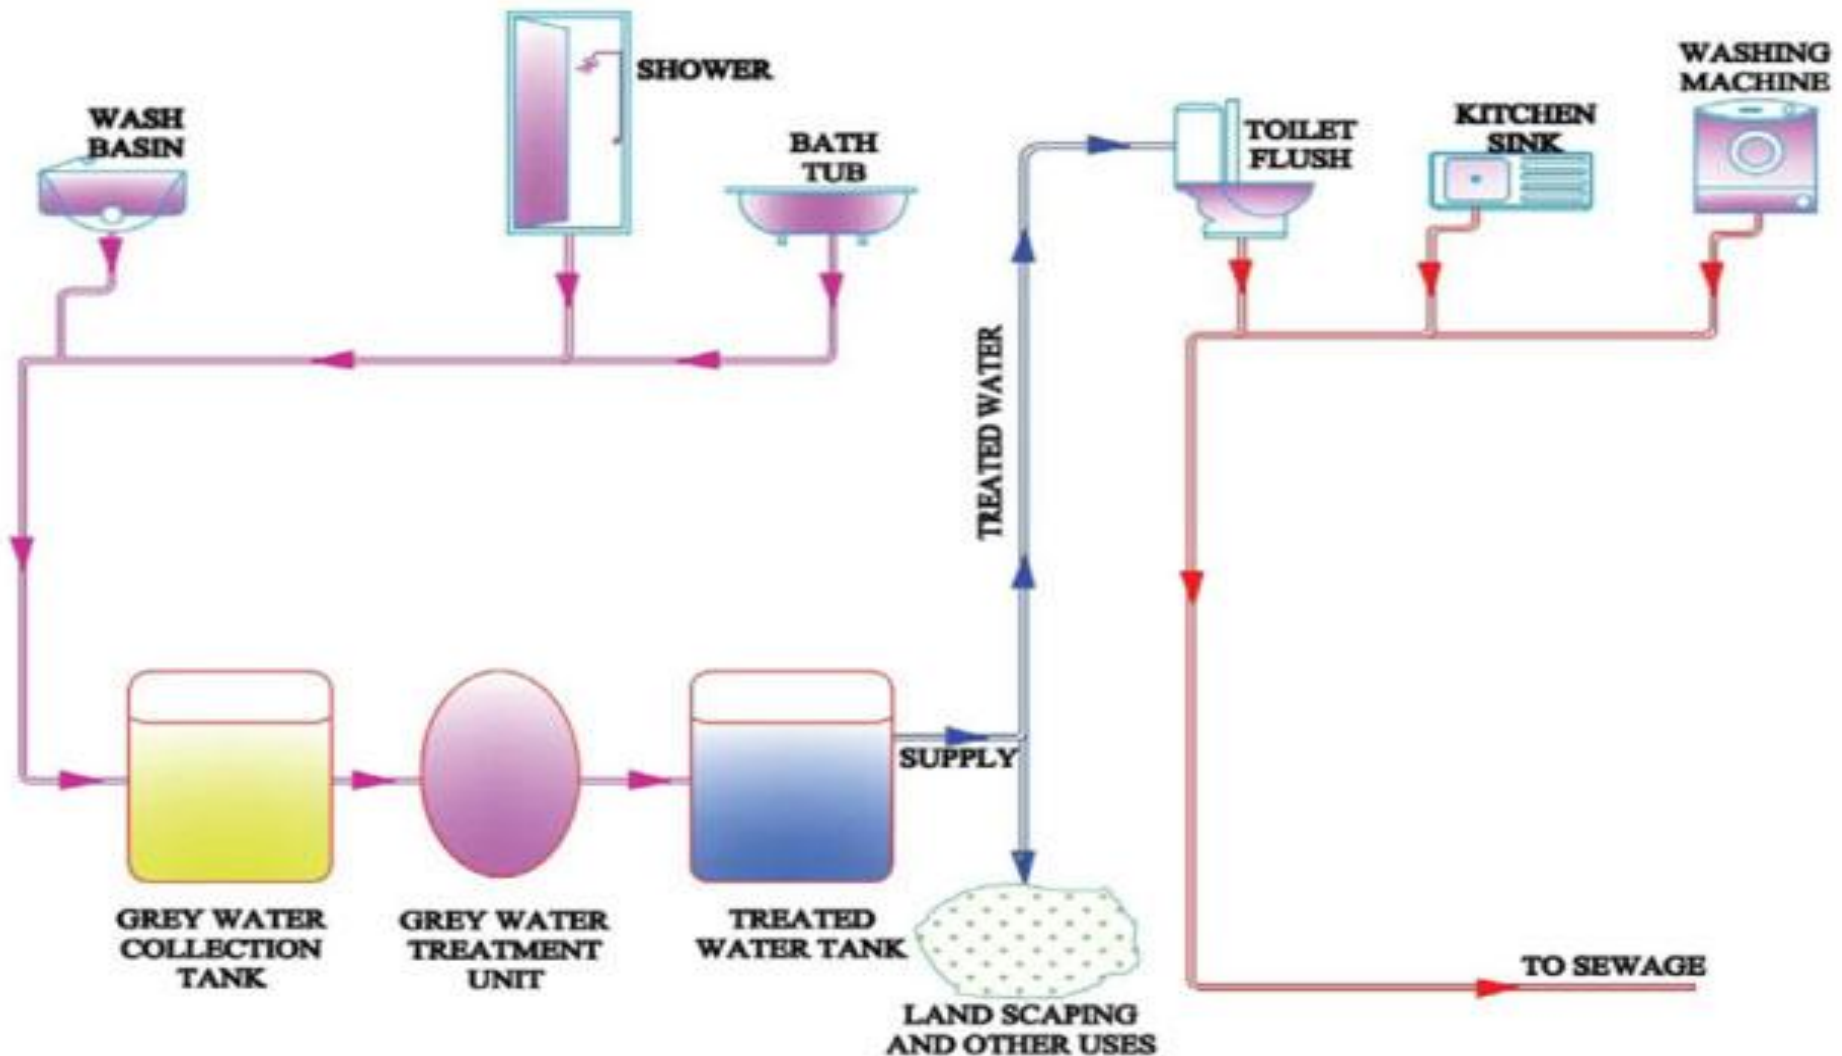 WASH
BASIN
SHOWER
BATH
TUB
TOILET
FLUSH
KITCHEN
SINK
WASHING
MACHINE
TREATED WATER
SUPPLY
GREY WATER
COLLECTION
TANK
GREY WATER
TREATMENT
UNIT
TREATED
WATER TANK
LAND SCAPING
AND OTHER USES
TO SEWAGE